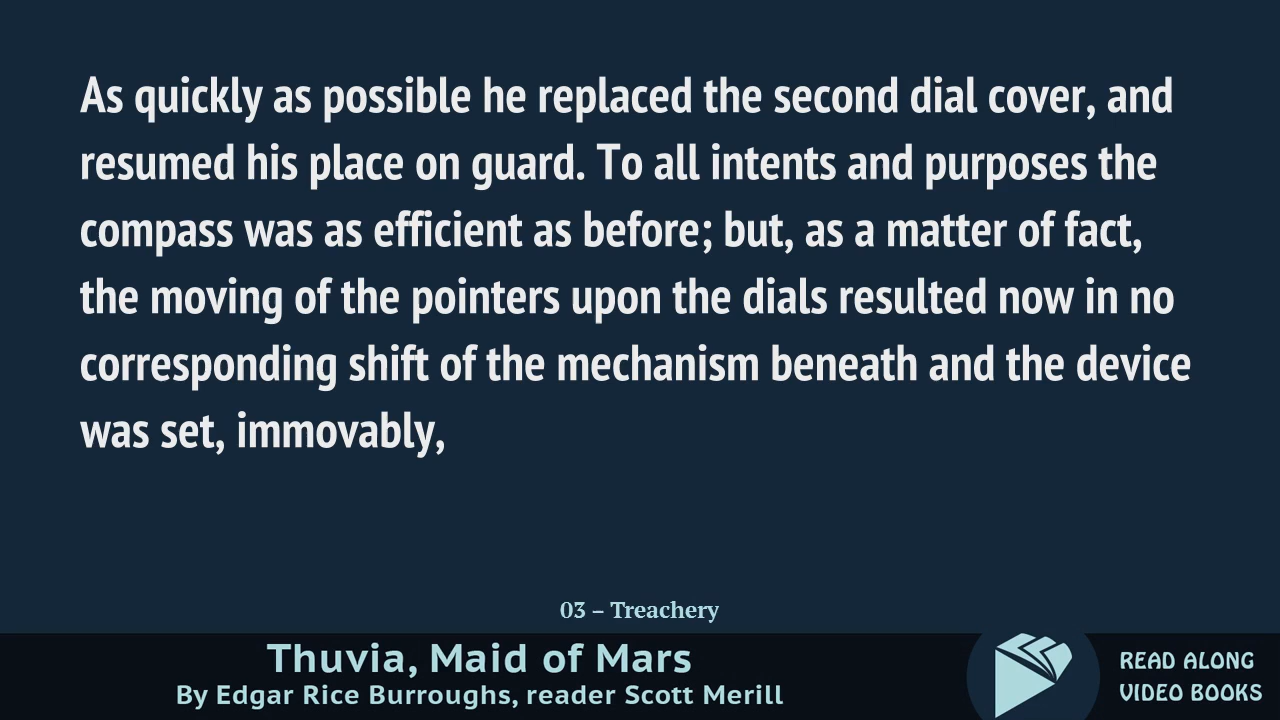 As quickly as possible he replaced the second dial cover, and
resumed his place on guard. To all intents and purposes the
compass was as efficient as before; but, as a matter of fact,
the moving of the pointers upon the dials resulted now in no
corresponding shift of the mechanism beneath and the device
was set, immovably,
03 – Treachery
Thuvia, Maid of Mars
By Edgar Rice Burroughs, reader Scott Merill
READ ALONG
VIDEO BOOKS